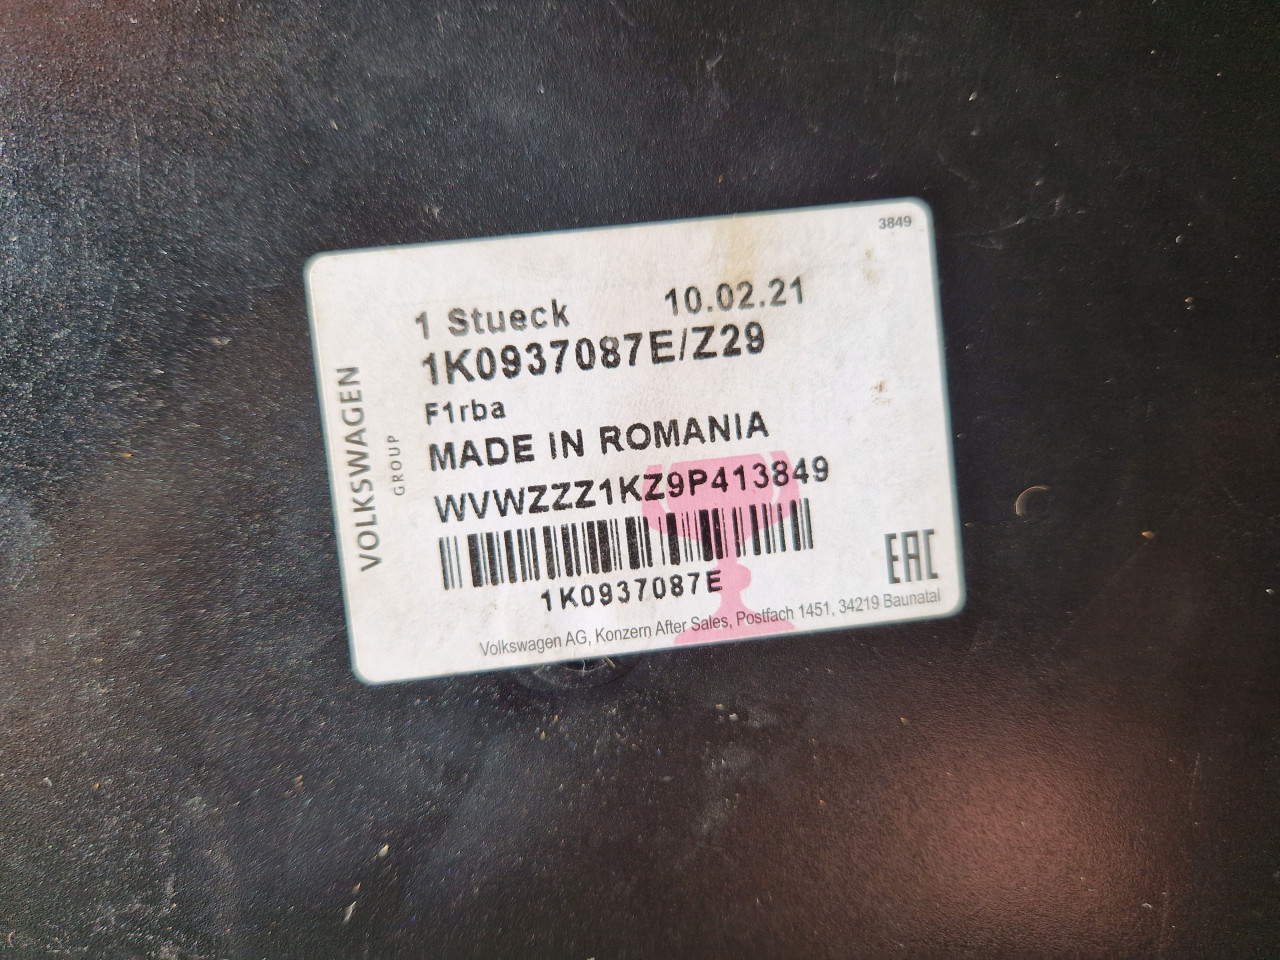 3849
1 Stueck 10.02.21
1K0937087E/Z29
F1rba
MADE IN ROMANIA
WVWZZZ1KZ9P413849
1K0937087E
EAC
Volkswagen AG, Konzern After Sales, Postfach 1451, 34219 Baunatal
VOLKSWAGEN
GROUP